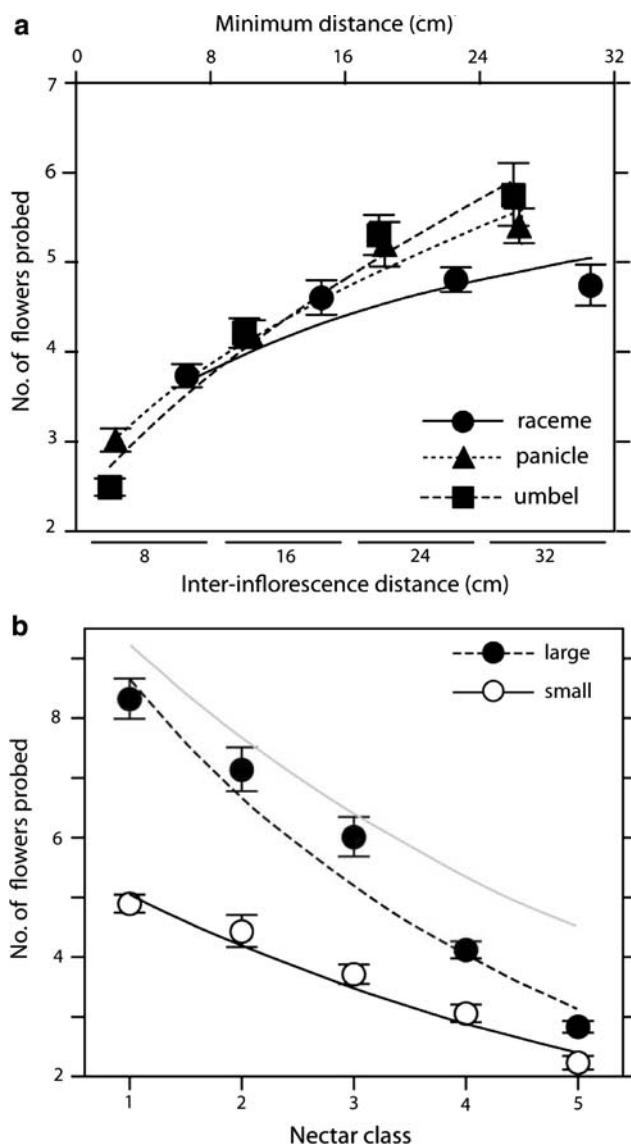 a
Minimum distance (cm)
0 8 16 24 32
7
6
5
4
3
2
No. of flowers probed
raceme
panicle
umbel
8 16 24 32
Inter-inflorescence distance (cm)
b
large
small
8
6
4
2
No. of flowers probed
1 2 3 4 5
Nectar class